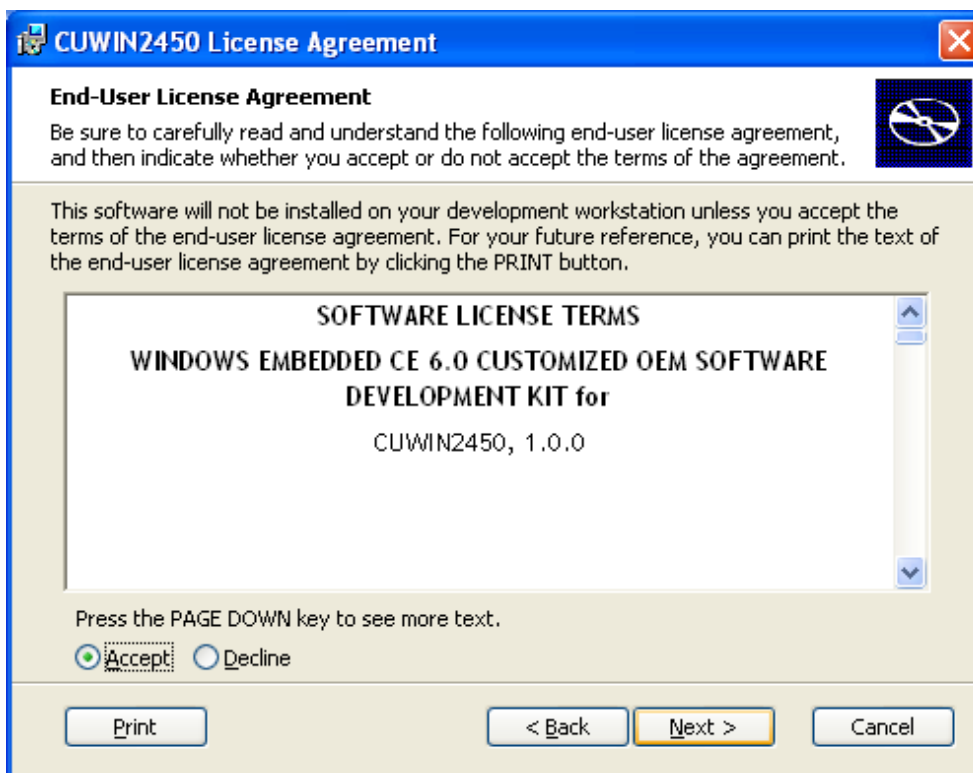 CUWIN2450 License Agreement
End-User License Agreement
Be sure to carefully read and understand the following end-user license agreement,
and then indicate whether you accept or do not accept the terms of the agreement.
This software will not be installed on your development workstation unless you accept the
terms of the end-user license agreement. For your future reference, you can print the text of
the end-user license agreement by clicking the PRINT button.
SOFTWARE LICENSE TERMS
WINDOWS EMBEDDED CE 6.0 CUSTOMIZED OEM SOFTWARE
DEVELOPMENT KIT for
CUWIN2450, 1.0.0
Press the PAGE DOWN key to see more text.
Accept Decline
Print < Back Next > Cancel